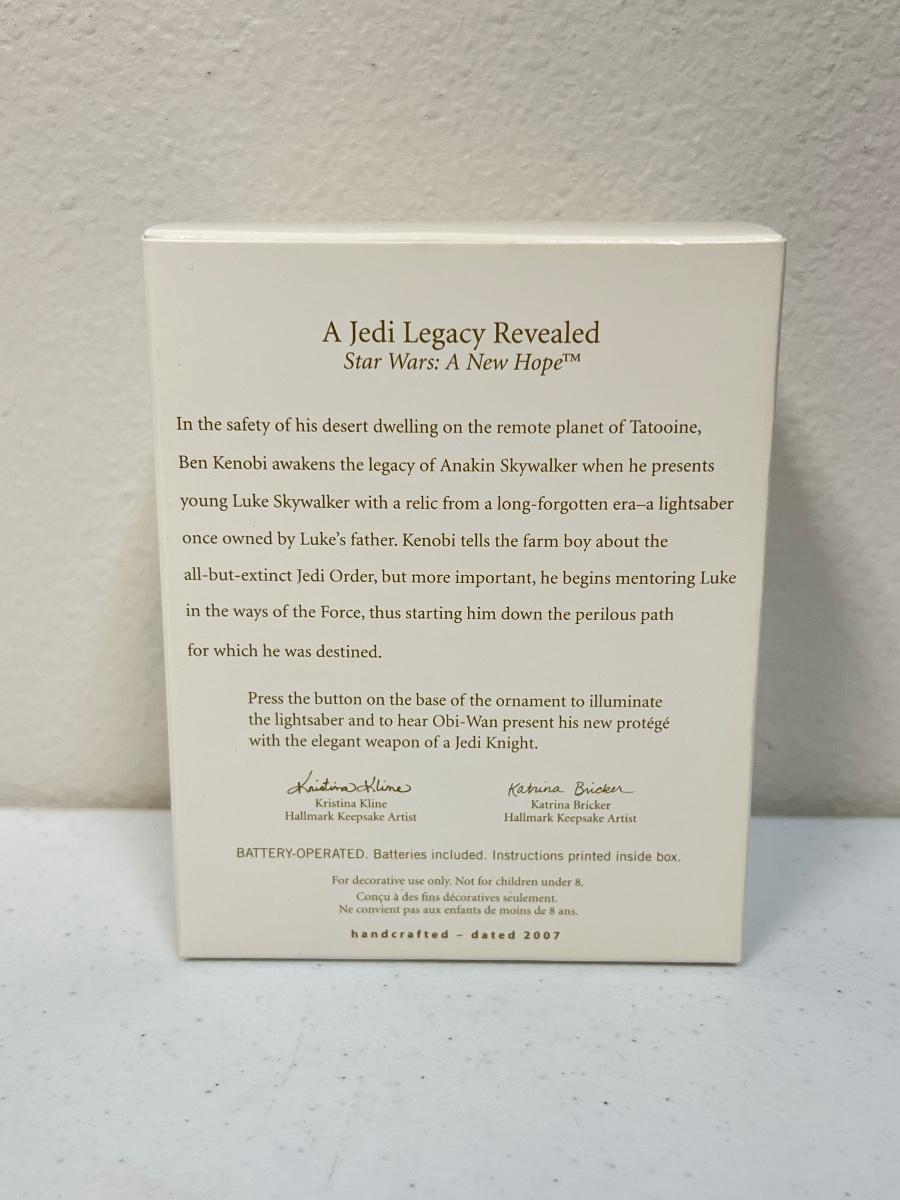 A Jedi Legacy Revealed
Star Wars: A New Hope™
In the safety of his desert dwelling on the remote planet of Tatooine,
Ben Kenobi awakens the legacy of Anakin Skywalker when he presents
young Luke Skywalker with a relic from a long-forgotten era–a lightsaber
once owned by Luke's father. Kenobi tells the farm boy about the
all-but-extinct Jedi Order, but more important, he begins mentoring Luke
in the ways of the Force, thus starting him down the perilous path
for which he was destined.
Press the button on the base of the ornament to illuminate
the lightsaber and to hear Obi-Wan present his new protégé
with the elegant weapon of a Jedi Knight.
Kristina Kline Katrina Bricker
Kristina Kline Katrina Bricker
Hallmark Keepsake Artist Hallmark Keepsake Artist
BATTERY-OPERATED. Batteries included. Instructions printed inside box.
For decorative use only. Not for children under 8.
Conçu à des fins décoratives seulement.
Ne convient pas aux enfants de moins de 8 ans.
handcrafted – dated 2007